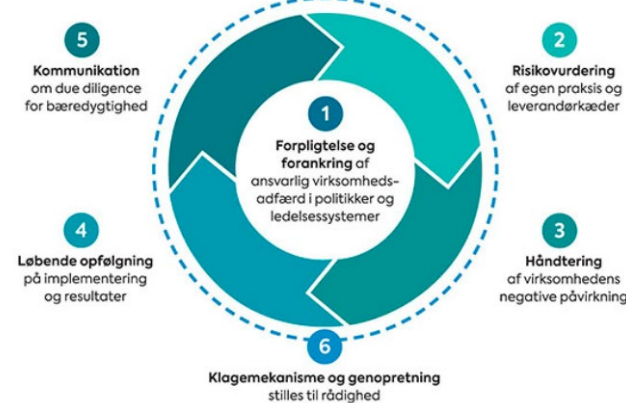 1
Forpligtelse og
forankring af
ansvarlig virksomheds-
adfærd i politikker og
ledelsessystemer
2
Risikovurdering
af egen praksis og
leverandørkæder
3
Håndtering
af virksomhedens
negative påvirkning
4
Løbende opfølgning
på implementering
og resultater
5
Kommunikation
om due diligence
for bæredygtighed
6
Klagemekanisme og genopretning
stilles til rådighed